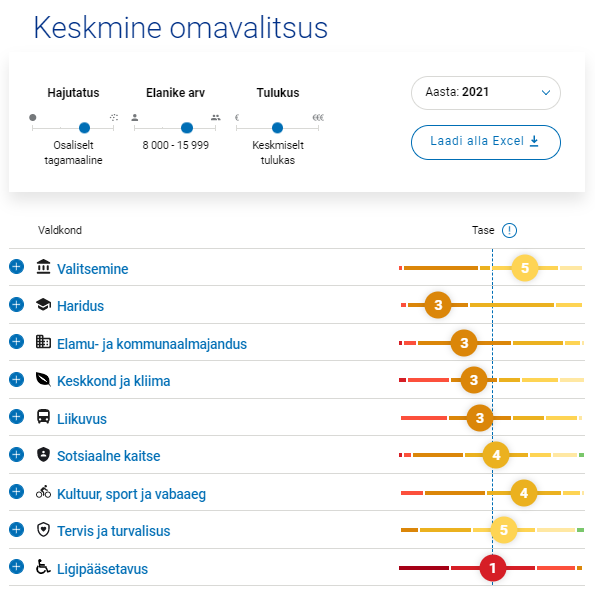 Keskmine omavalitsus
Hajutatus
Elanike arv
Tulukus
Aasta: 2021
€ €€€
Osaliselt
tagamaaline
8 000 - 15 999
Keskmiselt
tulukas
Laadi alla Excel
Valdkond
Tase
Valitsemine 5
Haridus 3
Elamu- ja kommunaalmajandus 3
Keskkond ja kliima 3
Liikuvus 3
Sotsiaalne kaitse 4
Kultuur, sport ja vabaaeg 4
Tervis ja turvalisus 5
Ligipääsetavus 1